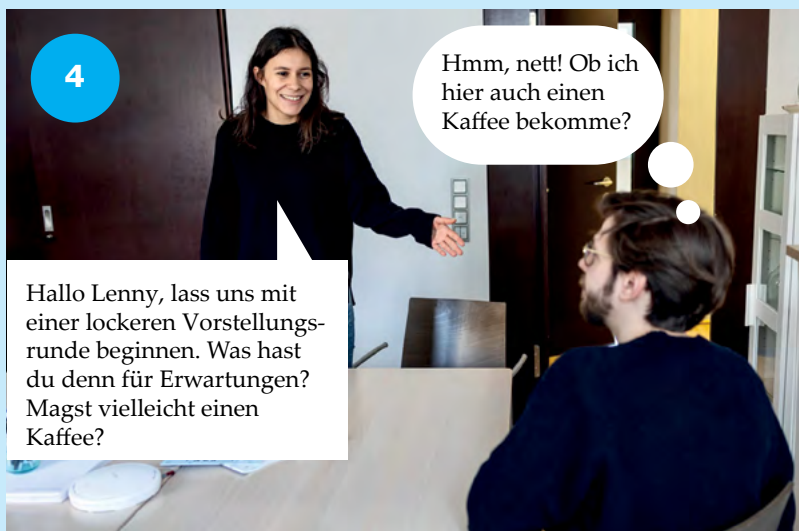 4
Hmm, nett! Ob ich
hier auch einen
Kaffee bekomme?
Hallo Lenny, lass uns mit
einer lockeren Vorstellungs-
runde beginnen. Was hast
du denn für Erwartungen?
Magst vielleicht einen
Kaffee?